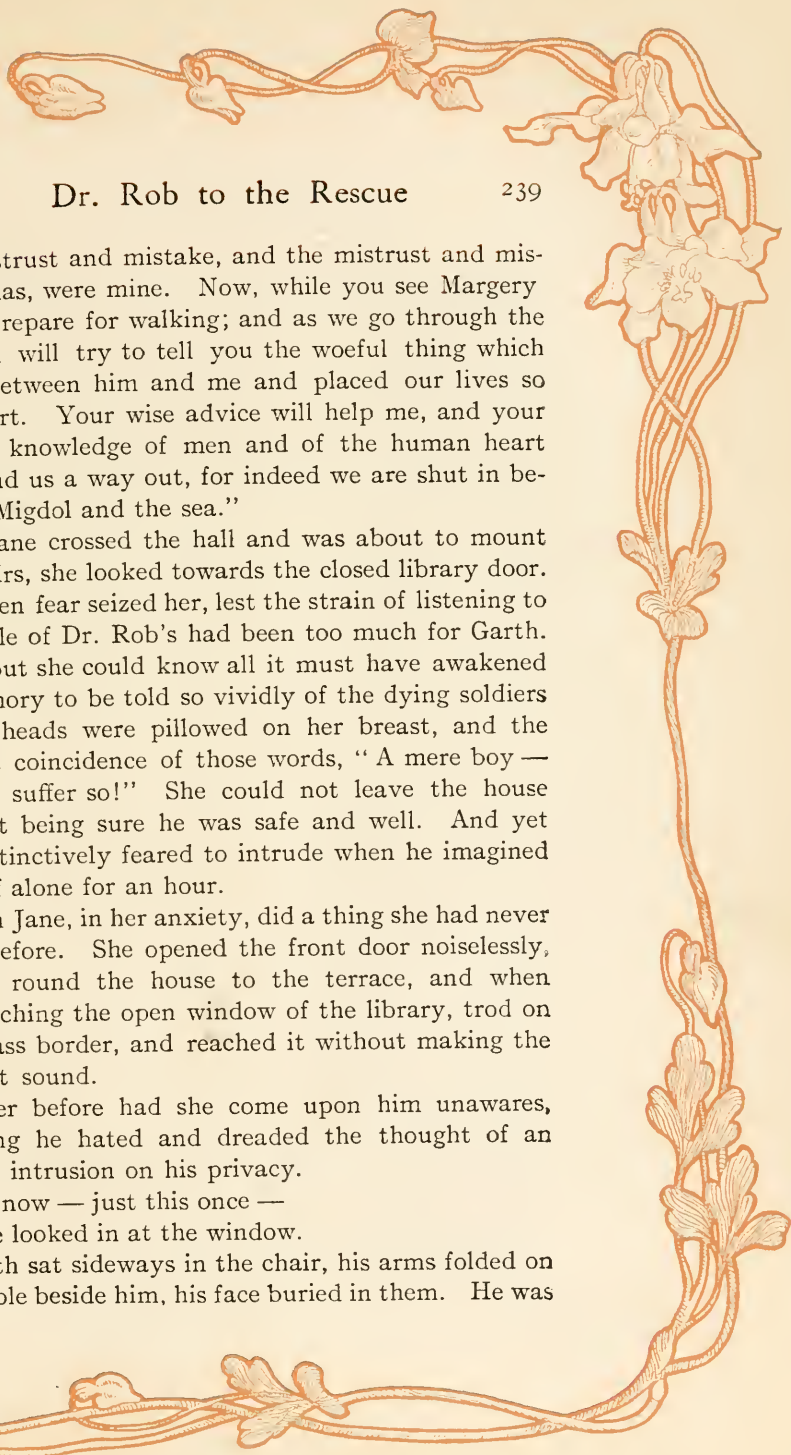 Dr. Rob to the Rescue 239
trust and mistake, and the mistrust and mis-
as, were mine. Now, while you see Margery
repare for walking; and as we go through the
will try to tell you the woeful thing which
etween him and me and placed our lives so
rt. Your wise advice will help me, and your
knowledge of men and of the human heart
d us a way out, for indeed we are shut in be-
Migdol and the sea."
ane crossed the hall and was about to mount
irs, she looked towards the closed library door.
en fear seized her, lest the strain of listening to
le of Dr. Rob's had been too much for Garth.
out she could know all it must have awakened
nory to be told so vividly of the dying soldiers
heads were pillowed on her breast, and the
coincidence of those words, "A mere boy —
suffer so!" She could not leave the house
t being sure he was safe and well. And yet
tinctively feared to intrude when he imagined
f alone for an hour.
n Jane, in her anxiety, did a thing she had never
efore. She opened the front door noiselessly,
round the house to the terrace, and when
ching the open window of the library, trod on
ass border, and reached it without making the
t sound.
er before had she come upon him unawares,
ng he hated and dreaded the thought of an
intrusion on his privacy.
now — just this once —
e looked in at the window.
th sat sideways in the chair, his arms folded on
ble beside him, his face buried in them. He was